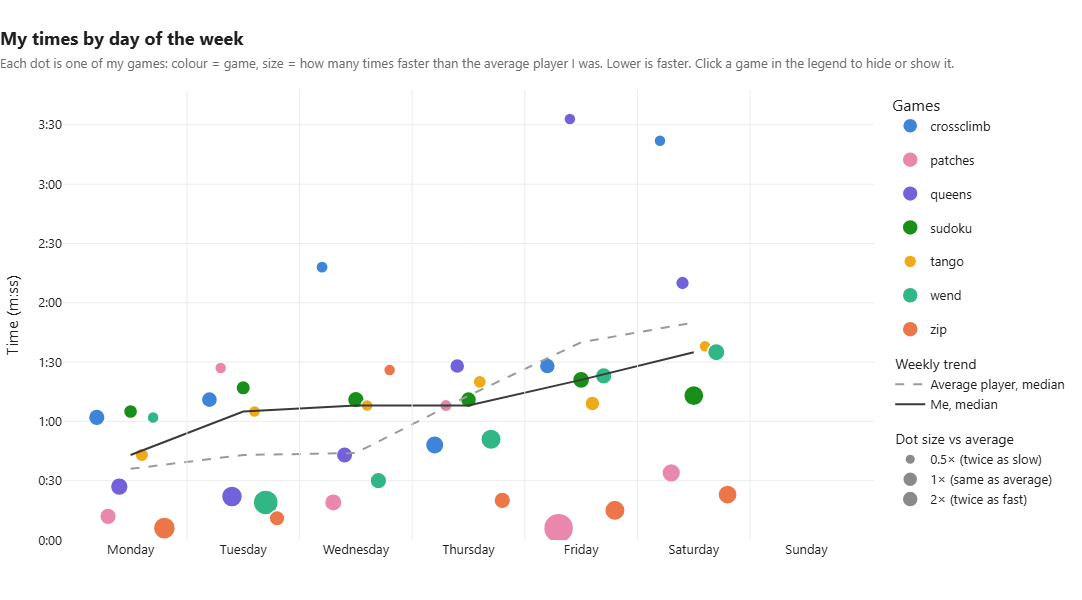 My times by day of the week
Each dot is one of my games: colour = game, size = how many times faster than the average player I was. Lower is faster. Click a game in the legend to hide or show it.
Time (m:ss)
3:30
3:00
2:30
2:00
1:30
1:00
0:30
0:00
Monday
Tuesday
Wednesday
Thursday
Friday
Saturday
Sunday
Games
crossclimb
patches
queens
sudoku
tango
wend
zip
Weekly trend
Average player, median
Me, median
Dot size vs average
0.5× (twice as slow)
1× (same as average)
2× (twice as fast)